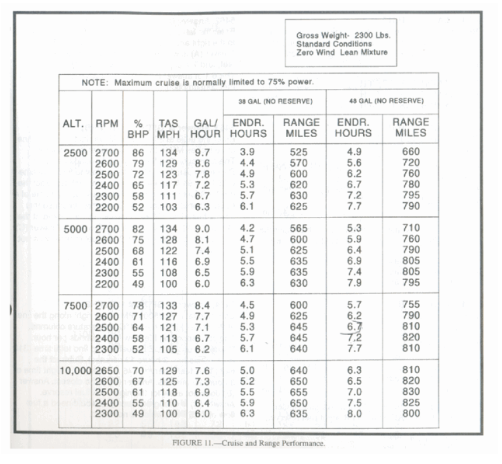 Gross Weight- 2300 Lbs.
Standard Conditions
Zero Wind Lean Mixture
NOTE: Maximum cruise is normally limited to 75% power.
38 GAL (NO RESERVE) 48 GAL (NO RESERVE)
ALT. RPM % BHP TAS MPH GAL/ HOUR ENDR. HOURS RANGE MILES ENDR. HOURS RANGE MILES
2500 2700 86 134 9.7 3.9 525 4.9 660
2600 79 129 8.6 4.4 570 5.6 720
2500 72 123 7.8 4.9 600 6.2 760
2400 65 117 7.2 5.3 620 6.7 780
2300 58 111 6.7 5.7 630 7.2 795
2200 52 103 6.3 6.1 625 7.7 790
5000 2700 82 134 9.0 4.2 565 5.3 710
2600 75 128 8.1 4.7 600 5.9 760
2500 68 122 7.4 5.1 625 6.4 790
2400 61 116 6.9 5.5 635 6.9 805
2300 55 108 6.5 5.9 635 7.4 805
2200 49 100 6.0 6.3 630 7.9 795
7500 2700 78 133 8.4 4.5 600 5.7 755
2600 71 127 7.7 4.9 625 6.2 790
2500 64 121 7.1 5.3 645 6.7 810
2400 58 113 6.7 5.7 645 7.2 820
2300 52 105 6.2 6.1 640 7.7 810
10,000 2650 70 129 7.6 5.0 640 6.3 810
2600 67 125 7.3 5.2 650 6.5 820
2500 61 118 6.9 5.5 655 7.0 830
2400 55 110 6.4 5.9 650 7.5 825
2300 49 100 6.0 6.3 635 8.0 800
FIGURE 11.—Cruise and Range Performance.